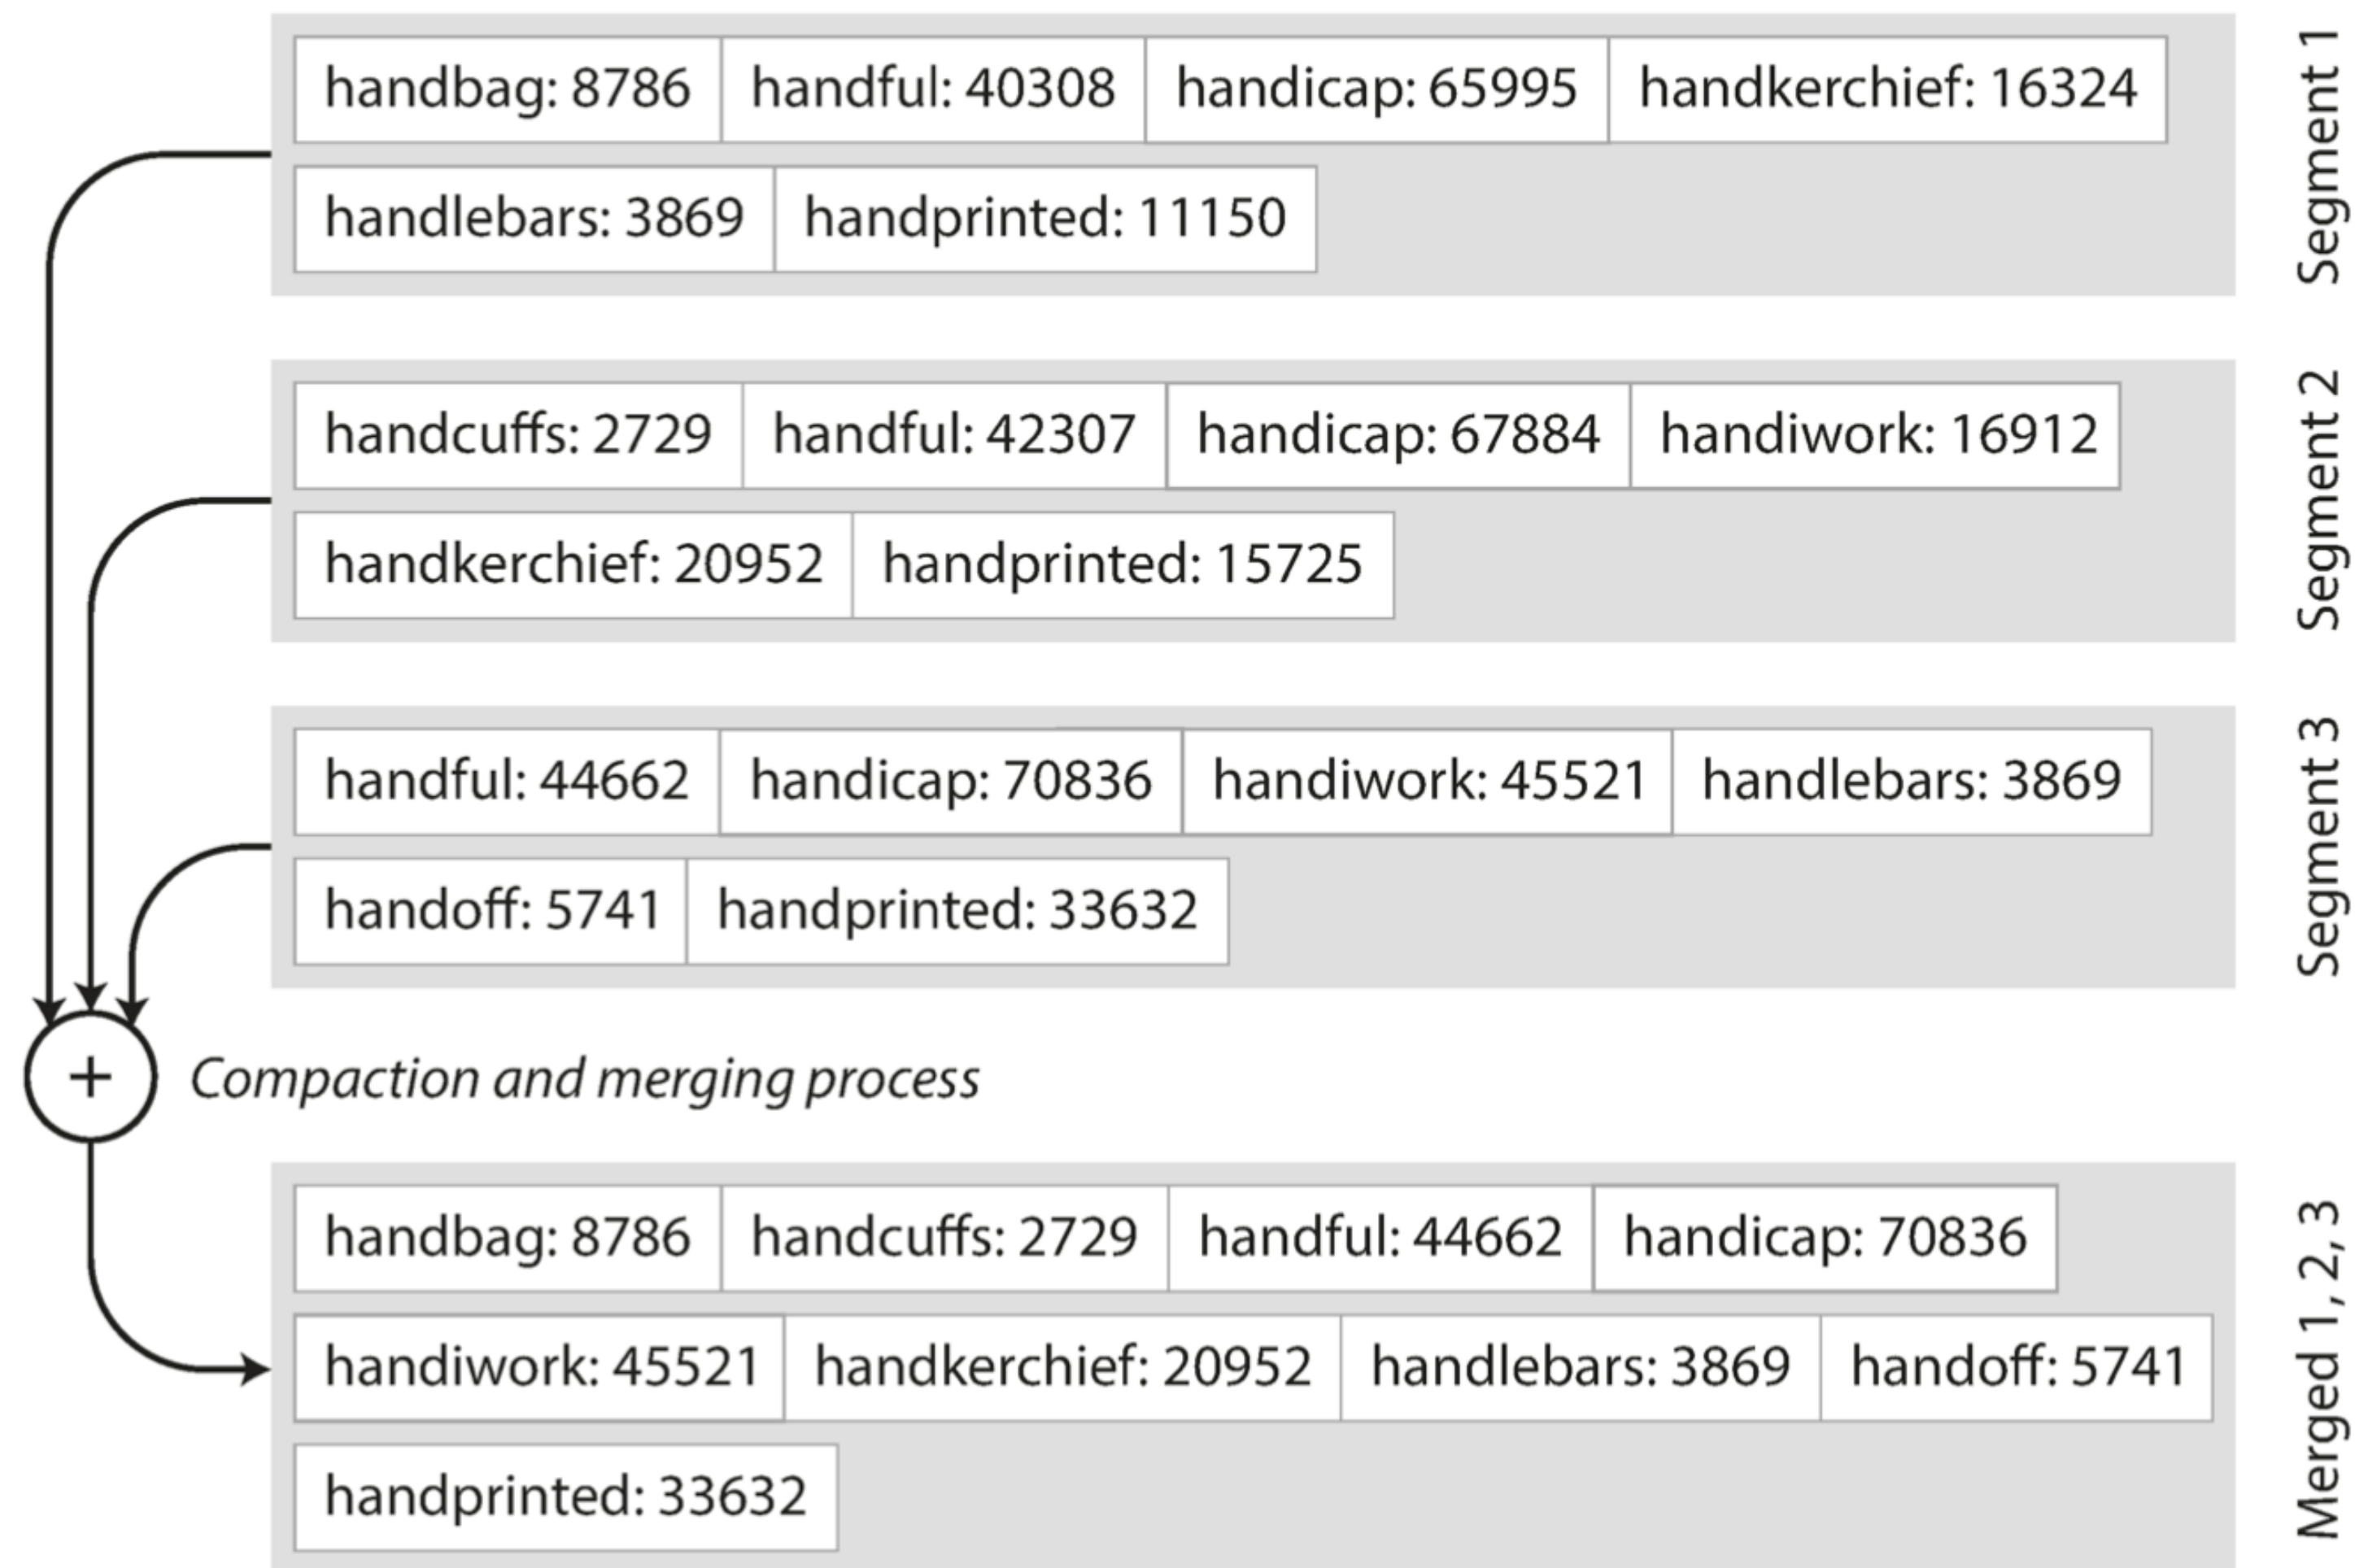 handbag: 8786 handful: 40308 handicap: 65995 handkerchief: 16324
handlebars: 3869 handprinted: 11150
Segment 1
handcuffs: 2729 handful: 42307 handicap: 67884 handiwork: 16912
handkerchief: 20952 handprinted: 15725
Segment 2
handful: 44662 handicap: 70836 handiwork: 45521 handlebars: 3869
handoff: 5741 handprinted: 33632
Segment 3
+ Compaction and merging process
handbag: 8786 handcuffs: 2729 handful: 44662 handicap: 70836
handiwork: 45521 handkerchief: 20952 handlebars: 3869 handoff: 5741
handprinted: 33632
Merged 1, 2, 3